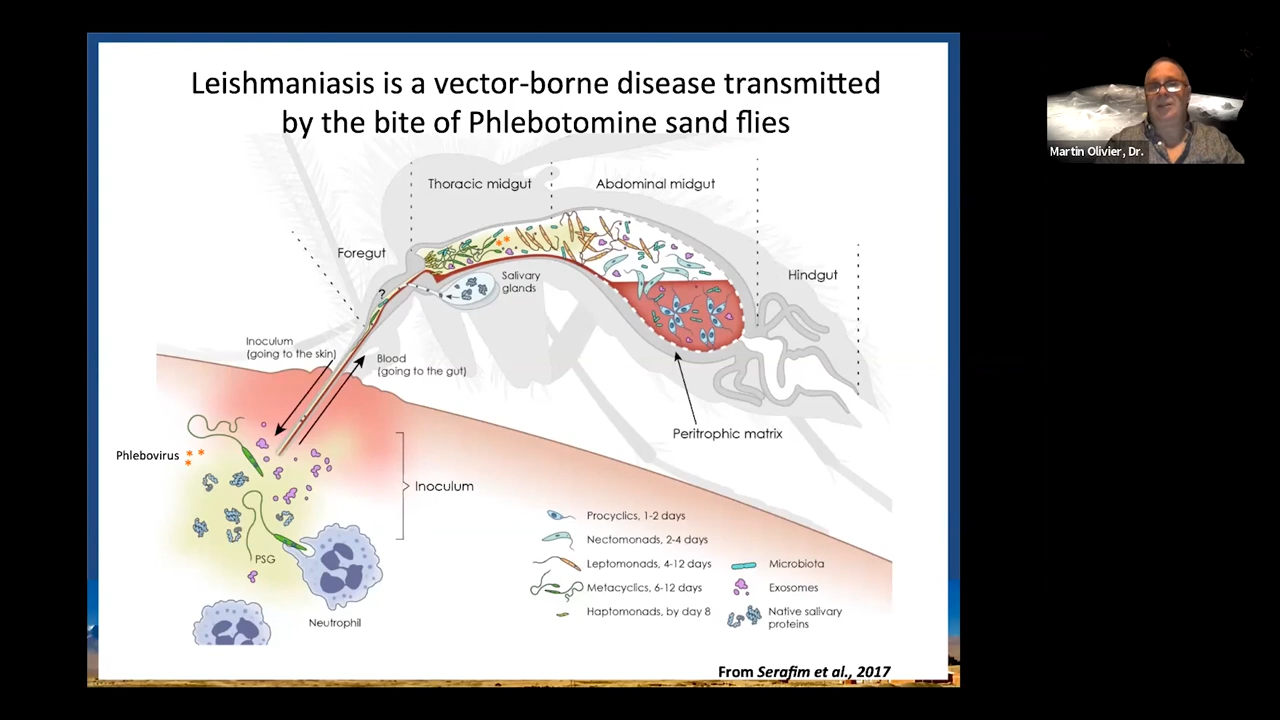 Leishmaniasis is a vector-borne disease transmitted
by the bite of Phlebotomine sand flies
Martin Olivier, Dr.
Thoracic midgut
Abdominal midgut
Foregut
Hindgut
Salivary
glands
?
Inoculum
(going to the skin)
Blood
(going to the gut)
Peritrophic matrix
Phlebovirus
Inoculum
PSG
Neutrophil
Procyclics, 1-2 days
Nectomonads, 2-4 days
Leptomonads, 4-12 days
Metacyclics, 6-12 days
Haptomonads, by day 8
Microbiota
Exosomes
Native salivary
proteins
From Serafim et al., 2017